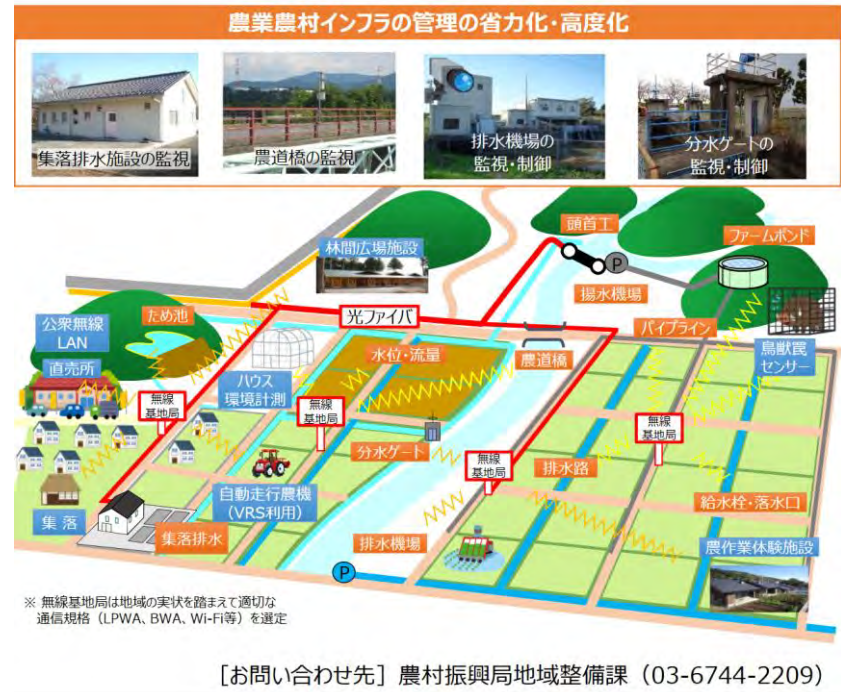 農業農村インフラの管理の省力化・高度化
集落排水施設の監視
農道橋の監視
排水機場の
監視・制御
分水ゲートの
監視・制御
頭首工
林間広場施設
ファームポンド
P
揚水機場
ため池
公衆無線
LAN
光ファイバ
パイプライン
直売所
水位・流量
農道橋
鳥獣罠
センサー
ハウス
環境計測
無線
基地局
無線
基地局
無線
基地局
分水ゲート
無線
基地局
排水路
自動走行農機
(VRS利用)
給水栓・落水口
集落
集落排水
排水機場
農作業体験施設
P
※ 無線基地局は地域の実状を踏まえて適切な
通信規格(LPWA、BWA、Wi-Fi等)を選定
[お問い合わせ先] 農村振興局地域整備課(03-6744-2209)